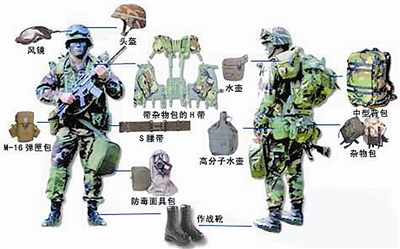 头盔
风镜
水壶
带杂物包的H带
中型背包
M-16弹匣包
S腰带
高分子水壶
杂物包
防毒面具包
作战靴